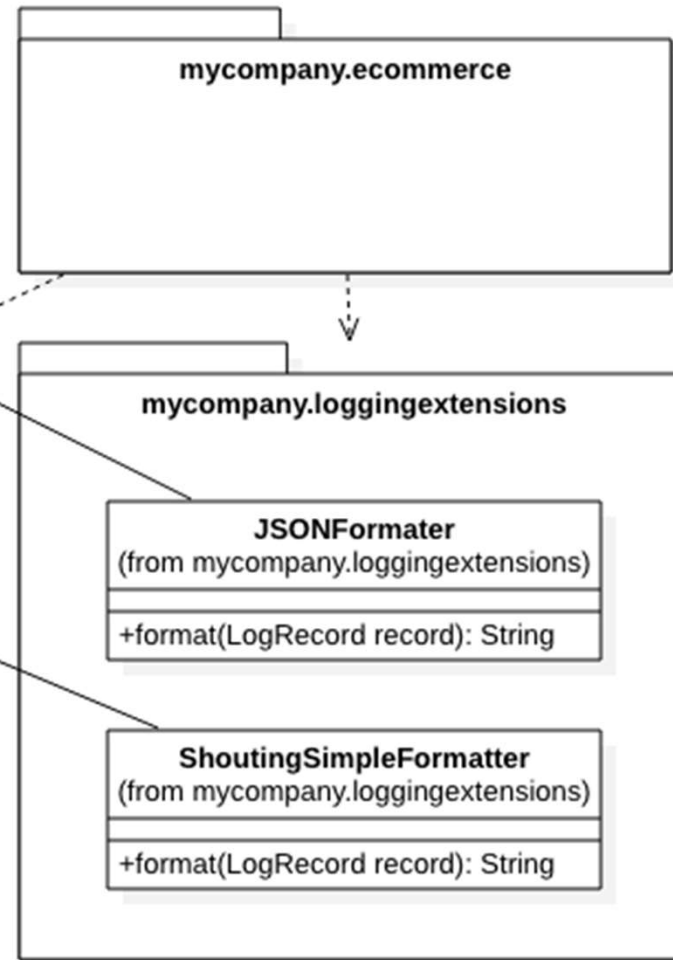 mycompany.ecommerce
mycompany.loggingextensions
JSONFormater
(from mycompany.loggingextensions)
+format(LogRecord record): String
ShoutingSimpleFormatter
(from mycompany.loggingextensions)
+format(LogRecord record): String